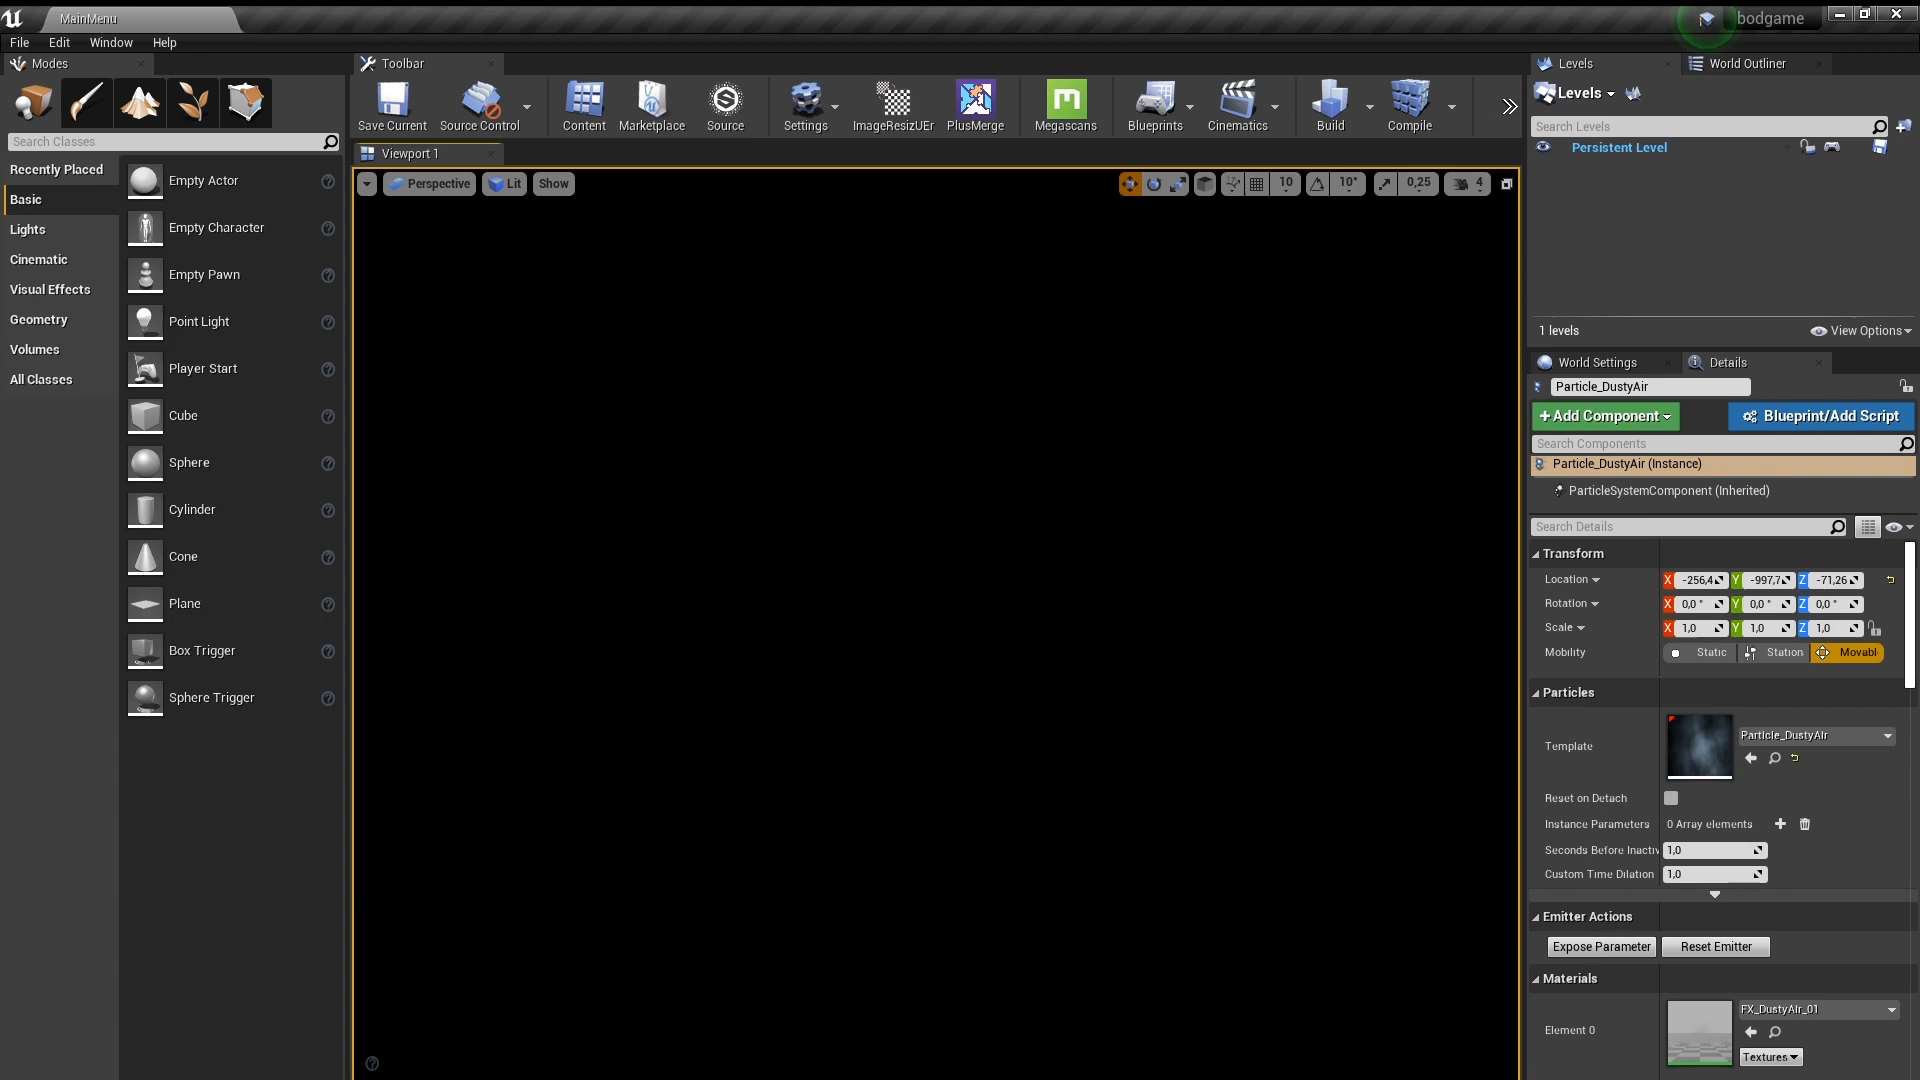 MainMenu
bodgame
File Edit Window Help
Modes
Toolbar
Levels
World Outliner
Save Current
Source Control
Content
Marketplace
Source
Settings
ImageResizUEr
PlusMerge
Megascans
Blueprints
Cinematics
Build
Compile
Levels
Search Classes
Search Levels
Viewport 1
Persistent Level
Recently Placed
Basic
Lights
Cinematic
Visual Effects
Geometry
Volumes
All Classes
Empty Actor
Empty Character
Empty Pawn
Point Light
Player Start
Cube
Sphere
Cylinder
Cone
Plane
Box Trigger
Sphere Trigger
Perspective
Lit
Show
10
10°
0,25
4
1 levels
View Options
World Settings
Details
Particle_DustyAir
+Add Component
Blueprint/Add Script
Search Components
Particle_DustyAir (Instance)
ParticleSystemComponent (Inherited)
Search Details
Transform
Location X -256,4 Y -997,7 Z -71,26
Rotation X 0,0 ° Y 0,0 ° Z 0,0 °
Scale X 1,0 Y 1,0 Z 1,0
Mobility Static Station Movabl
Particles
Template
Particle_DustyAir
Reset on Detach
Instance Parameters 0 Array elements
Seconds Before Inactiv 1,0
Custom Time Dilation 1,0
Emitter Actions
Expose Parameter Reset Emitter
Materials
FX_DustyAir_01
Element 0
Textures